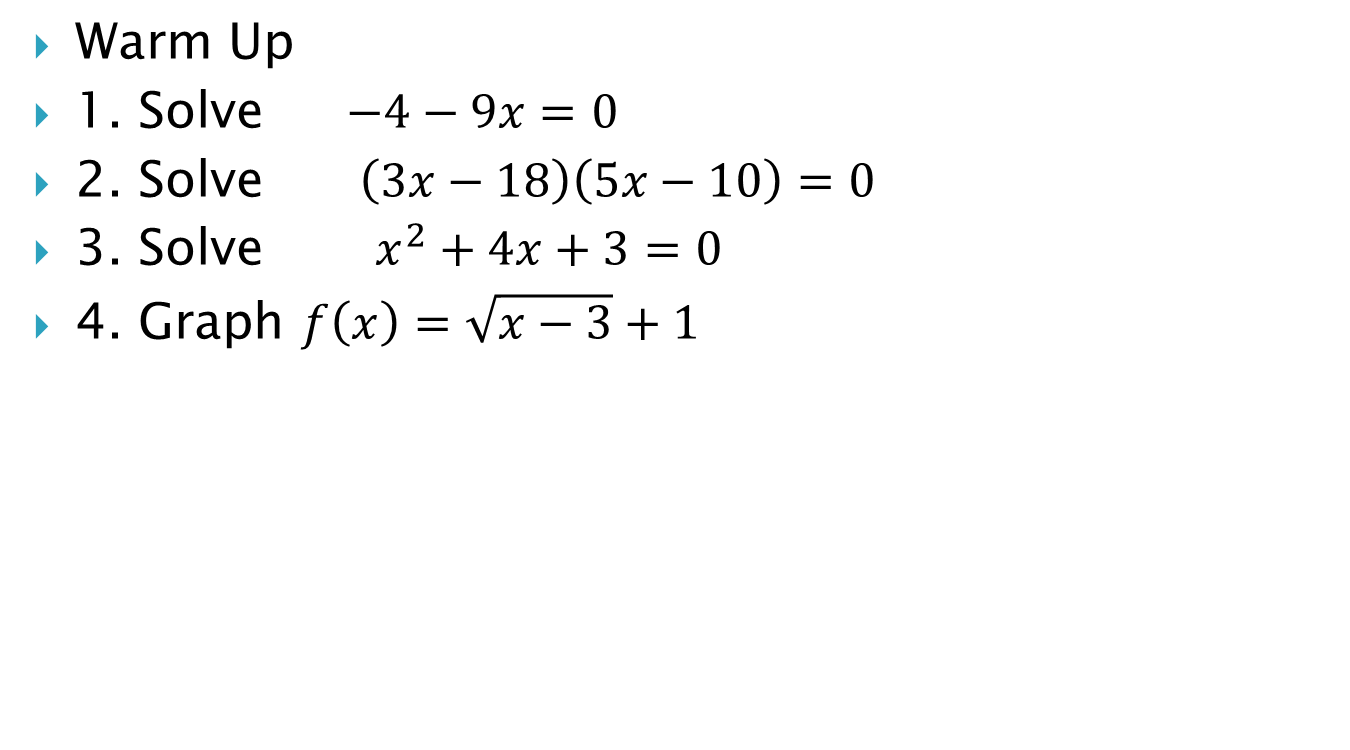 Warm Up
1. Solve −4 − 9x = 0
2. Solve (3x − 18)(5x − 10) = 0
3. Solve x² + 4x + 3 = 0
4. Graph f(x) = √(x − 3) + 1